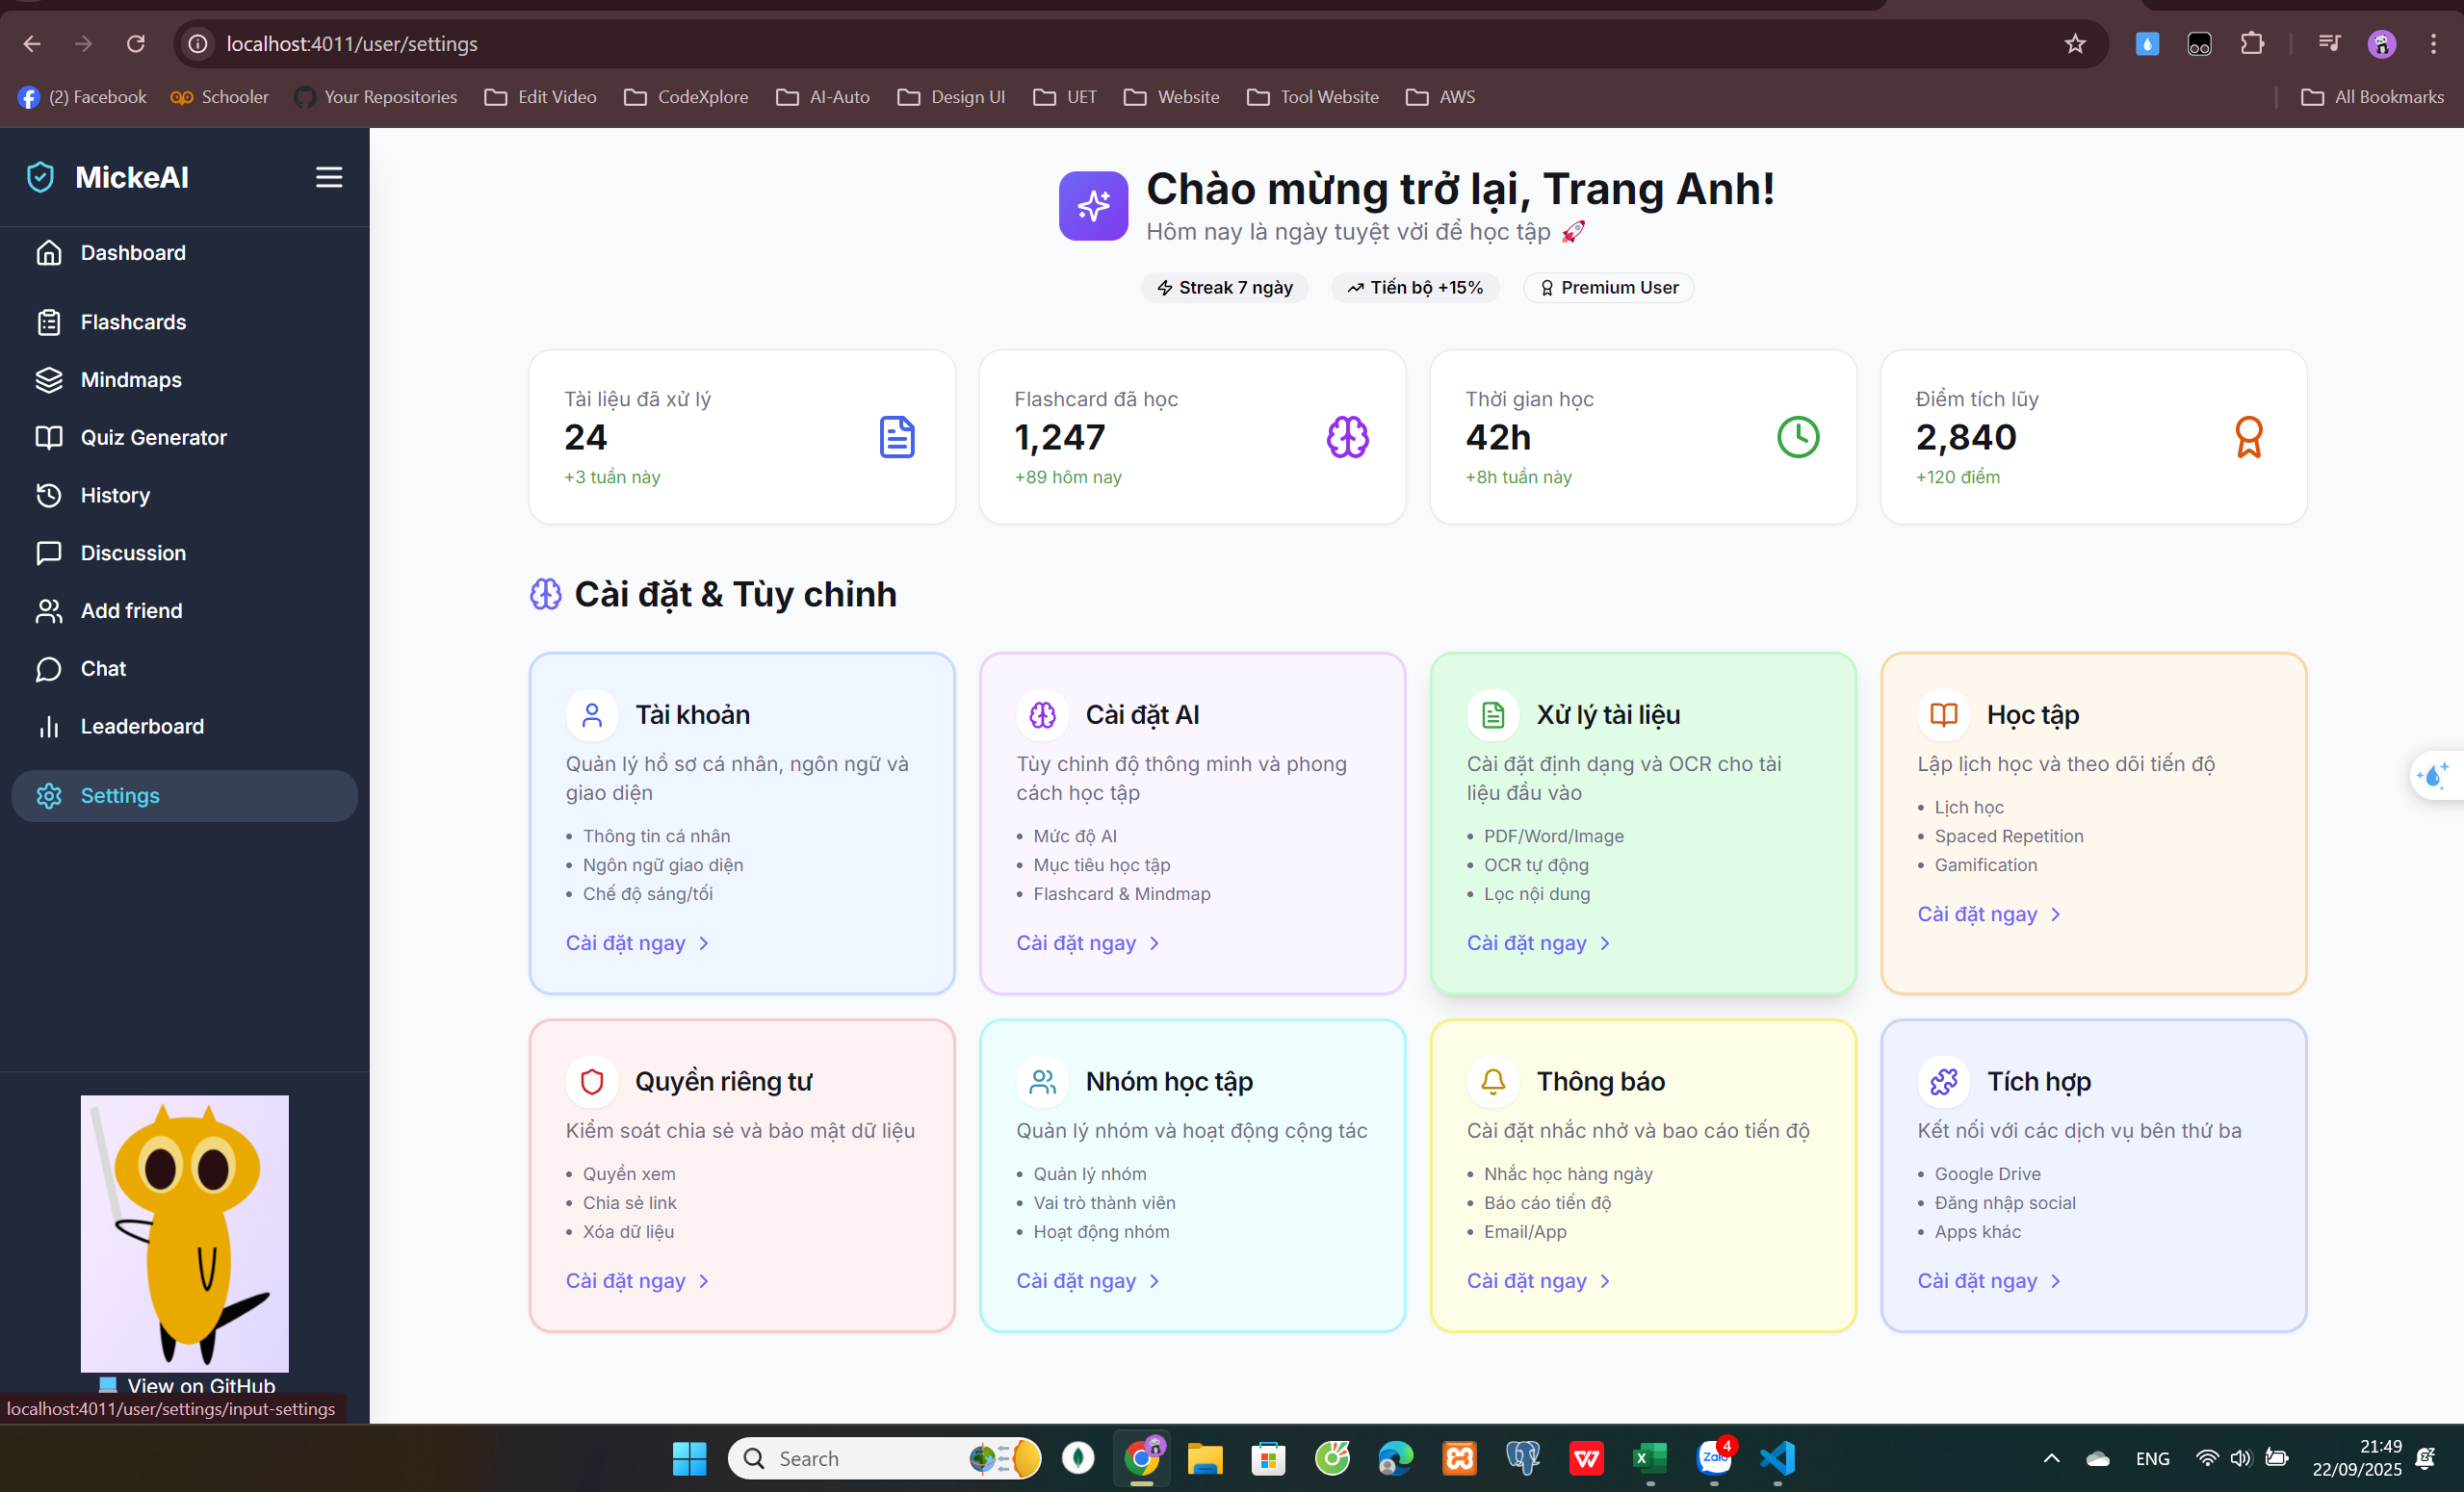 localhost:4011/user/settings
(2) Facebook
Schooler
Your Repositories
Edit Video
CodeXplore
AI-Auto
Design UI
UET
Website
Tool Website
AWS
All Bookmarks
MickeAI
Dashboard
Flashcards
Mindmaps
Quiz Generator
History
Discussion
Add friend
Chat
Leaderboard
Settings
View on GitHub
localhost:4011/user/settings/input-settings
Chào mừng trở lại, Trang Anh!
Hôm nay là ngày tuyệt vời để học tập 🚀
Streak 7 ngày
Tiến bộ +15%
Premium User
Tài liệu đã xử lý
24
+3 tuần này
Flashcard đã học
1,247
+89 hôm nay
Thời gian học
42h
+8h tuần này
Điểm tích lũy
2,840
+120 điểm
Cài đặt & Tùy chỉnh
Tài khoản
Quản lý hồ sơ cá nhân, ngôn ngữ và
giao diện
• Thông tin cá nhân
• Ngôn ngữ giao diện
• Chế độ sáng/tối
Cài đặt ngay
Cài đặt AI
Tùy chỉnh độ thông minh và phong
cách học tập
• Mức độ AI
• Mục tiêu học tập
• Flashcard & Mindmap
Cài đặt ngay
Xử lý tài liệu
Cài đặt định dạng và OCR cho tài
liệu đầu vào
• PDF/Word/Image
• OCR tự động
• Lọc nội dung
Cài đặt ngay
Học tập
Lập lịch học và theo dõi tiến độ
• Lịch học
• Spaced Repetition
• Gamification
Cài đặt ngay
Quyền riêng tư
Kiểm soát chia sẻ và bảo mật dữ liệu
• Quyền xem
• Chia sẻ link
• Xóa dữ liệu
Cài đặt ngay
Nhóm học tập
Quản lý nhóm và hoạt động cộng tác
• Quản lý nhóm
• Vai trò thành viên
• Hoạt động nhóm
Cài đặt ngay
Thông báo
Cài đặt nhắc nhở và bao cáo tiến độ
• Nhắc học hàng ngày
• Báo cáo tiến độ
• Email/App
Cài đặt ngay
Tích hợp
Kết nối với các dịch vụ bên thứ ba
• Google Drive
• Đăng nhập social
• Apps khác
Cài đặt ngay
Search
Zalo
4
ENG
21:49
22/09/2025